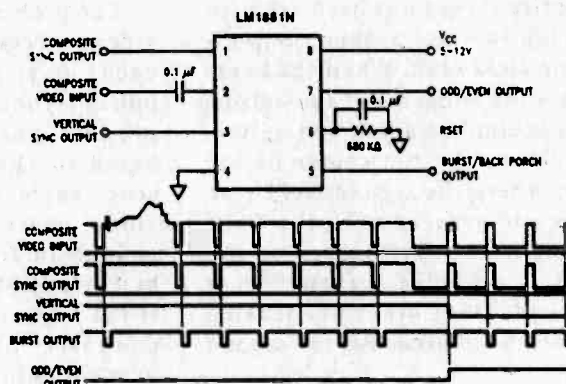 LM1881N
COMPOSITE
SYNC OUTPUT
1
8
VCC
5-12V
COMPOSITE
VIDEO INPUT
0.1 µF
2
7
ODD/EVEN OUTPUT
0.1 µF
VERTICAL
SYNC OUTPUT
3
6
680 KΩ
RSET
4
5
BURST/BACK PORCH
OUTPUT
COMPOSITE
VIDEO INPUT
COMPOSITE
SYNC OUTPUT
VERTICAL
SYNC OUTPUT
BURST OUTPUT
ODD/EVEN
OUTPUT